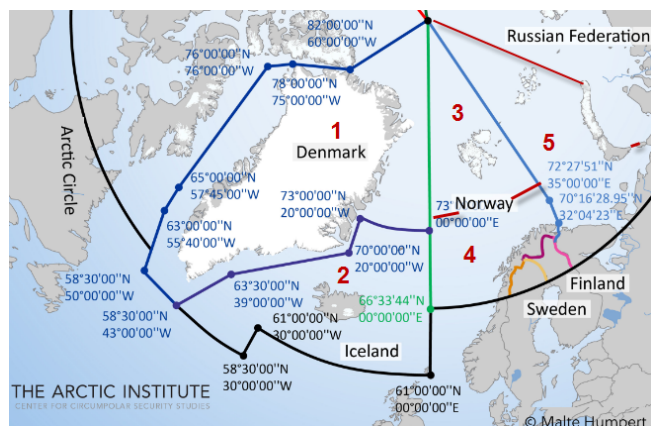 82°00'00''N
60°00'00''W
Russian Federation
76°00'00''N
76°00'00''W
78°00'00''N
75°00'00''W
3
1
Denmark
5
Arctic Circle
65°00'00''N
57°45'00''W
72°27'51''N
35°00'00''E
73°00'00''N
20°00'00''W
73°
00°00'00''E
Norway
70°16'28.95''N
32°04'23''E
63°00'00''N
55°40'00''W
4
70°00'00''N
20°00'00''W
2
58°30'00''N
50°00'00''W
63°30'00''N
39°00'00''W
Finland
58°30'00''N
43°00'00''W
66°33'44''N
00°00'00''E
Sweden
61°00'00''N
30°00'00''W
Iceland
58°30'00''N
30°00'00''W
61°00'00''N
00°00'00''E
THE ARCTIC INSTITUTE
CENTER FOR CIRCUMPOLAR SECURITY STUDIES
© Malte Humpert